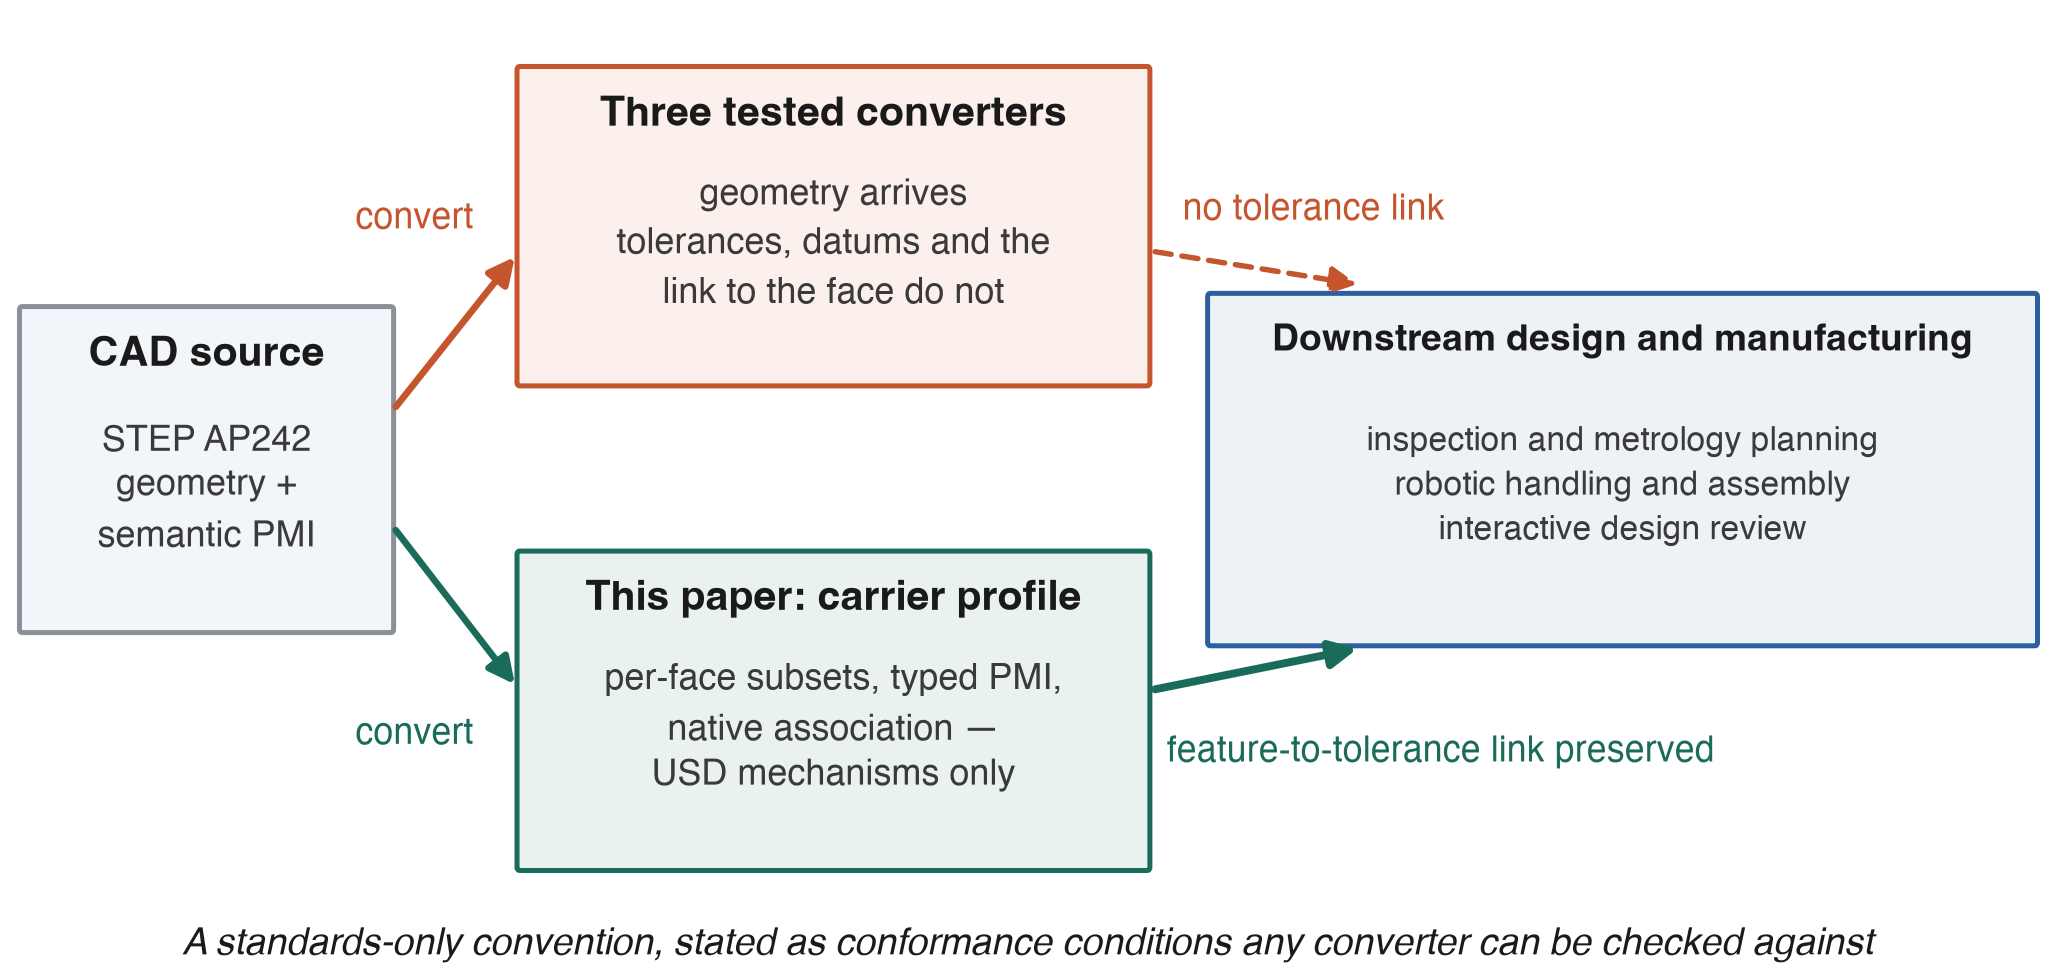 Three tested converters
geometry arrives
tolerances, datums and the
link to the face do not
convert
no tolerance link
CAD source
STEP AP242
geometry +
semantic PMI
Downstream design and manufacturing
inspection and metrology planning
robotic handling and assembly
interactive design review
This paper: carrier profile
per-face subsets, typed PMI,
native association —
USD mechanisms only
convert
feature-to-tolerance link preserved
A standards-only convention, stated as conformance conditions any converter can be checked against